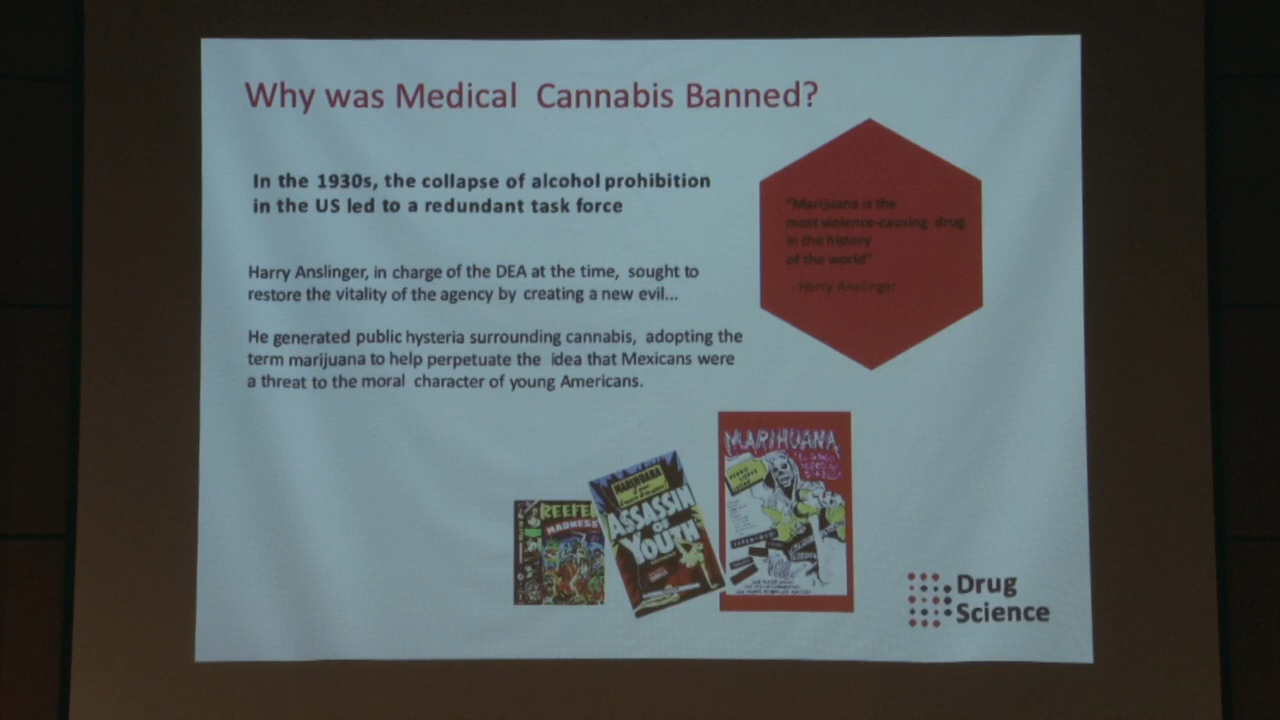 Why was Medical Cannabis Banned?
In the 1930s, the collapse of alcohol prohibition
in the US led to a redundant task force
"Marijuana is the
most violence-causing drug
in the history
of the world"
- Harry Anslinger
Harry Anslinger, in charge of the DEA at the time, sought to
restore the vitality of the agency by creating a new evil...
He generated public hysteria surrounding cannabis, adopting the
term marijuana to help perpetuate the idea that Mexicans were
a threat to the moral character of young Americans.
REEFER
MADNESS
MARIJUANA
ASSASSIN
OF
YOUTH
MARIHUANA
Drug
Science